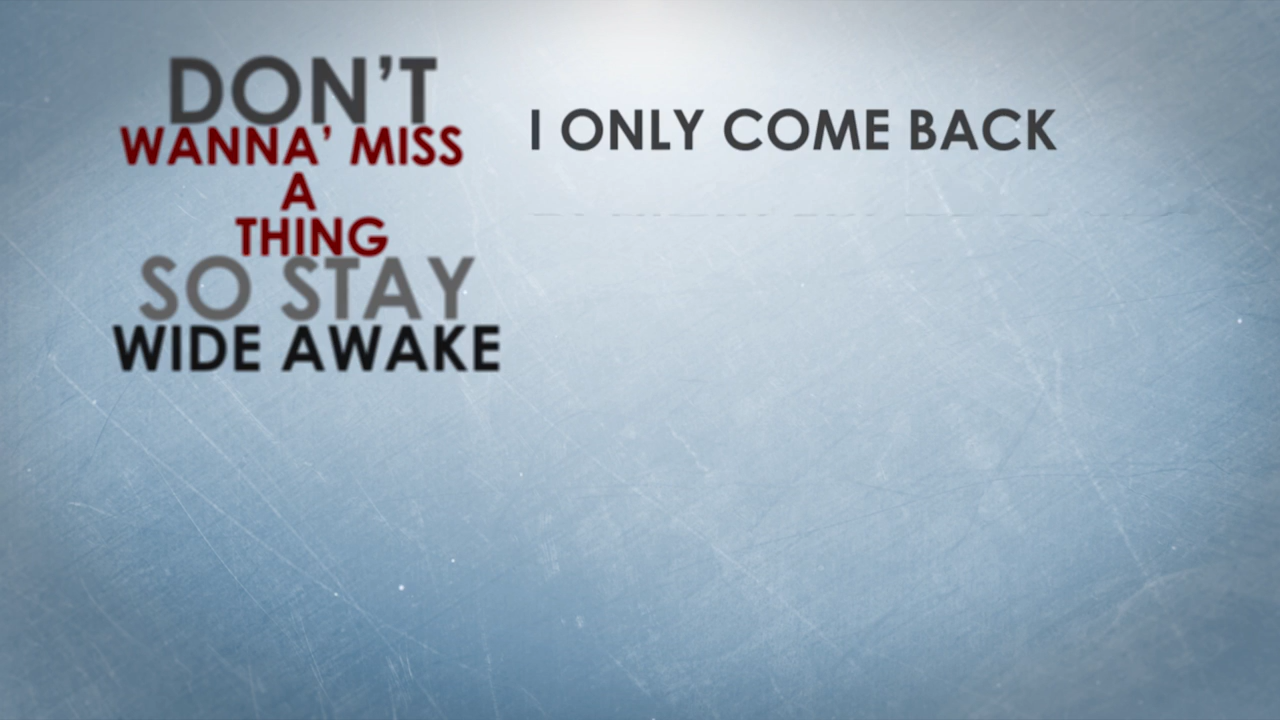 DON'T
WANNA' MISS
A
THING
SO STAY
WIDE AWAKE
I ONLY COME BACK